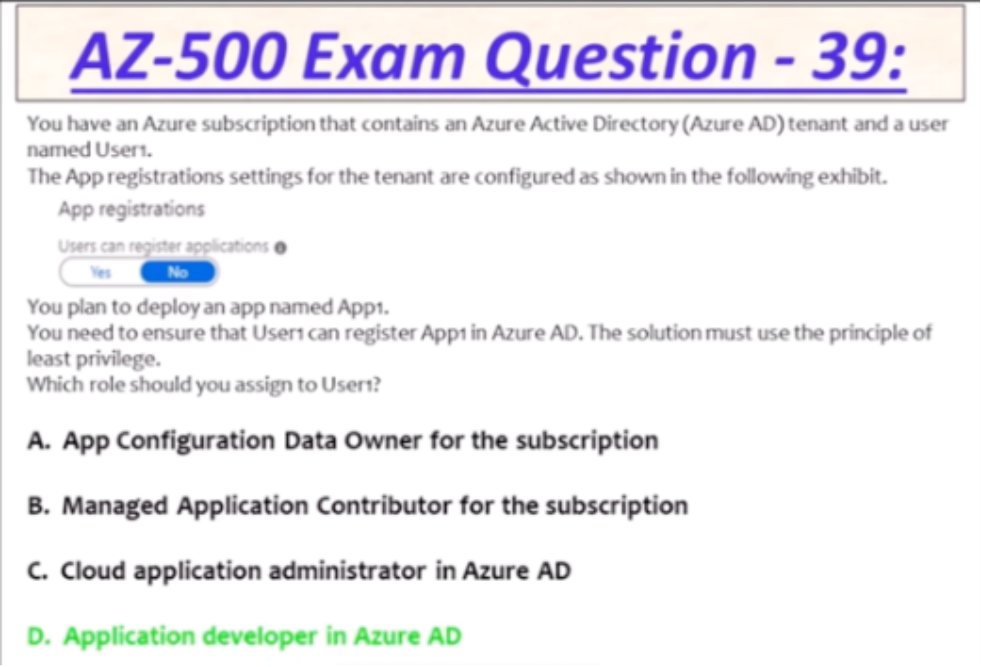 AZ-500 Exam Question - 39:
You have an Azure subscription that contains an Azure Active Directory (Azure AD) tenant and a user
named User1.
The App registrations settings for the tenant are configured as shown in the following exhibit.
App registrations
Users can register applications
Yes No
You plan to deploy an app named App1.
You need to ensure that User1 can register App1 in Azure AD. The solution must use the principle of
least privilege.
Which role should you assign to User1?
A. App Configuration Data Owner for the subscription
B. Managed Application Contributor for the subscription
C. Cloud application administrator in Azure AD
D. Application developer in Azure AD